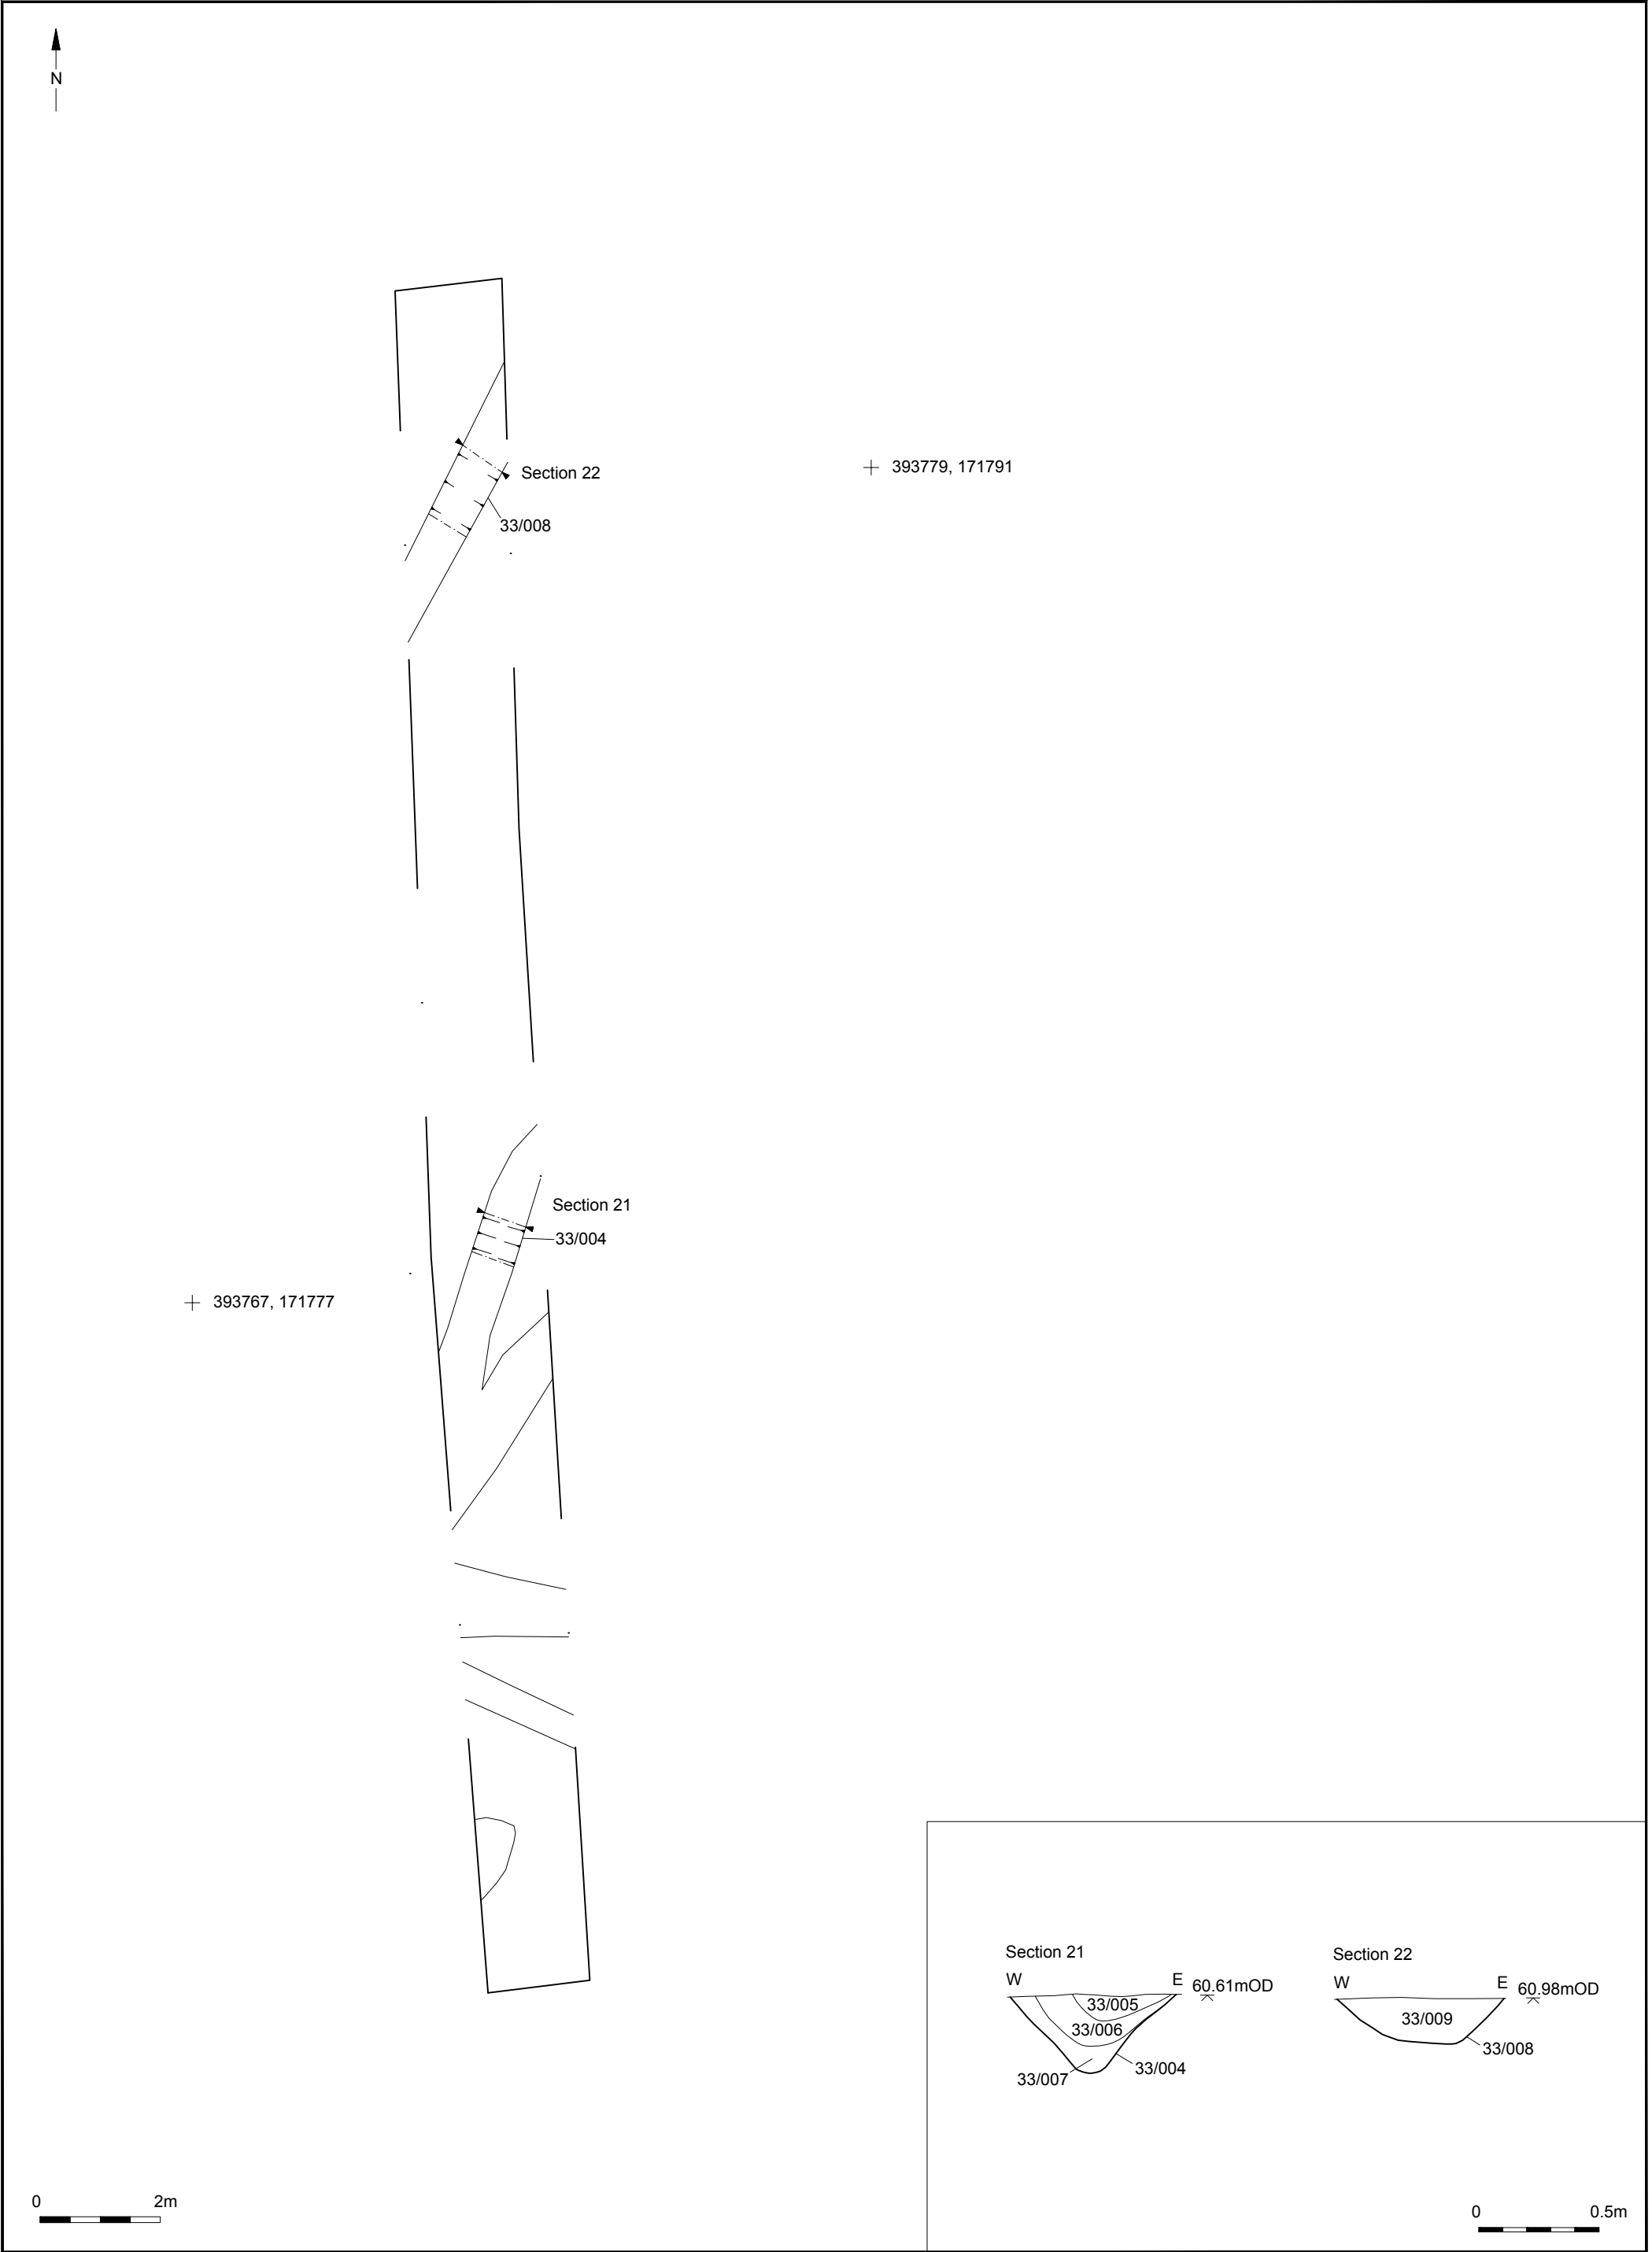 N
Section 22
393779, 171791
33/008
Section 21
33/004
393767, 171777
Section 21
W
E
60.61mOD
33/005
33/006
33/004
33/007
Section 22
W
E
60.98mOD
33/009
33/008
0 2m
0 0.5m